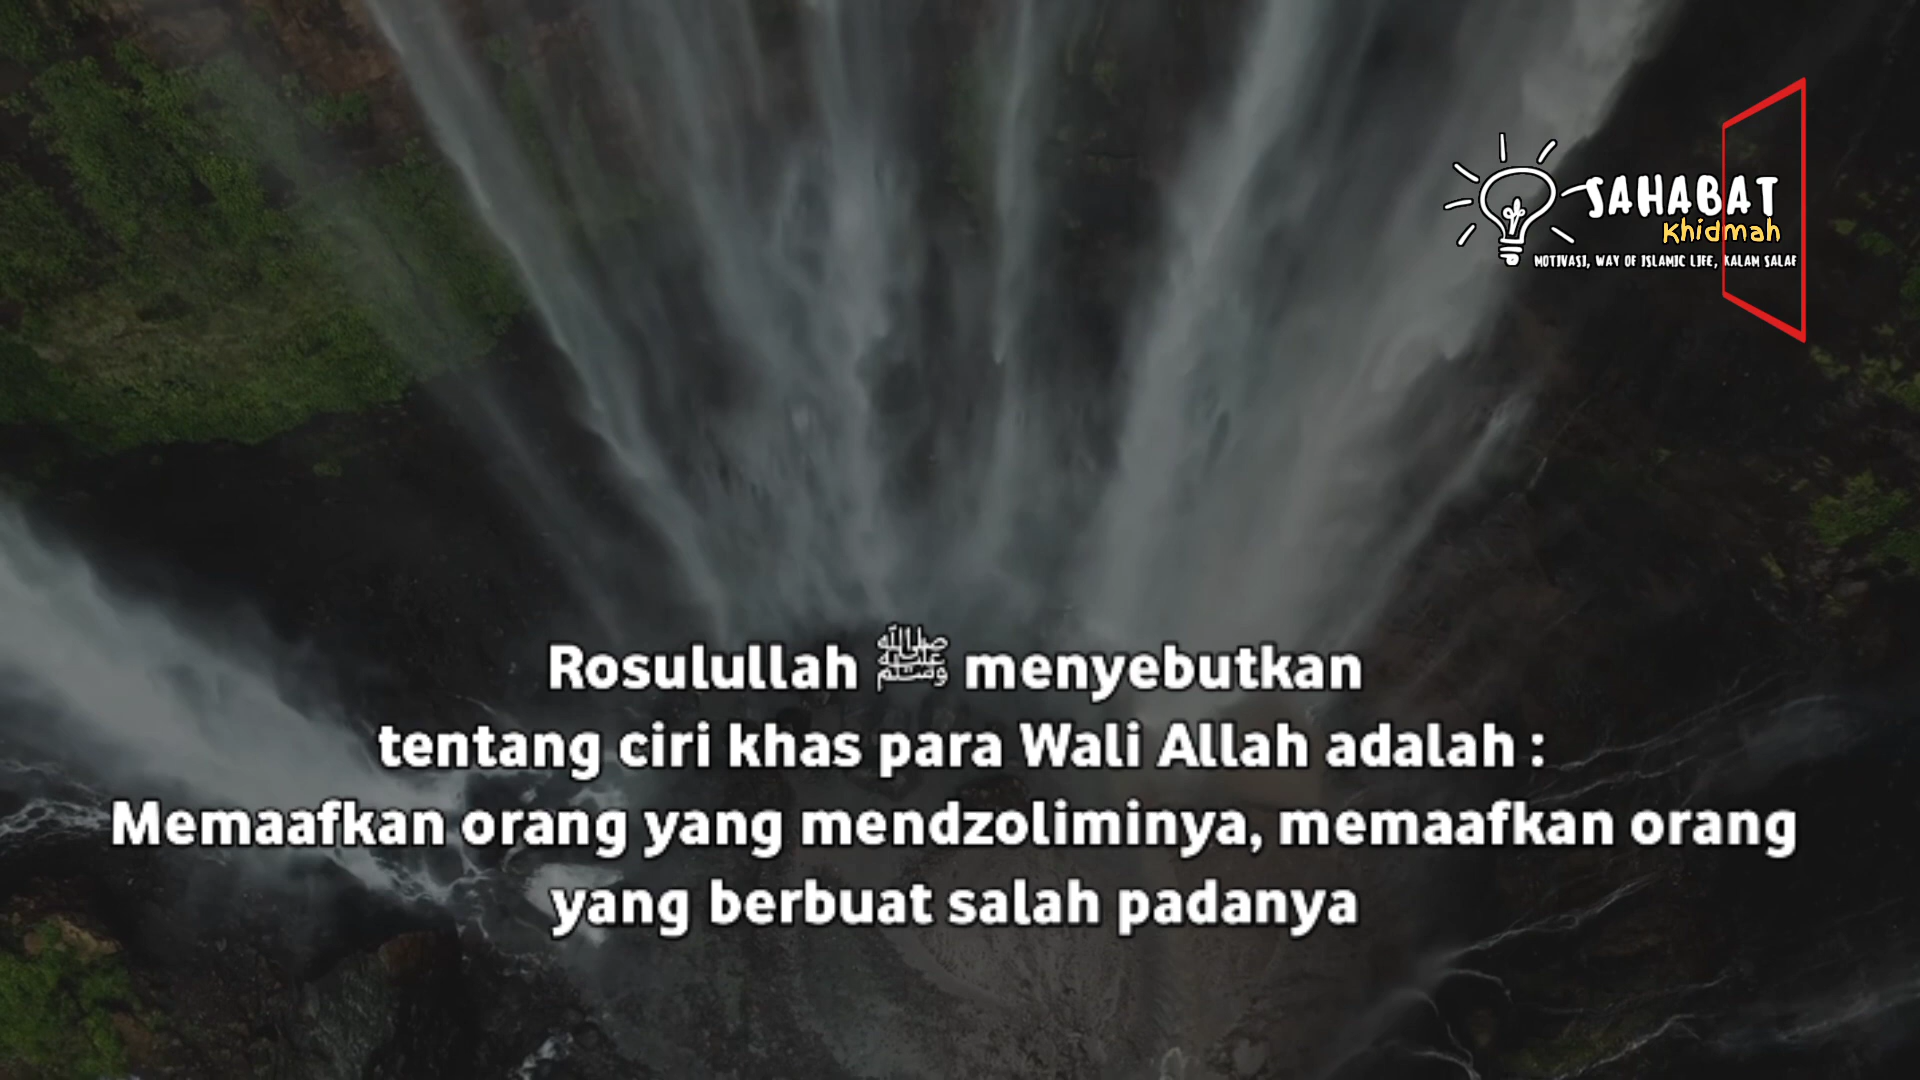 SAHABAT
Khidmah
MOTIVASI, WAY OF ISLAMIC LIFE, KALAM SALAF
Rosulullah ﷺ menyebutkan
tentang ciri khas para Wali Allah adalah :
Memaafkan orang yang mendzoliminya, memaafkan orang
yang berbuat salah padanya